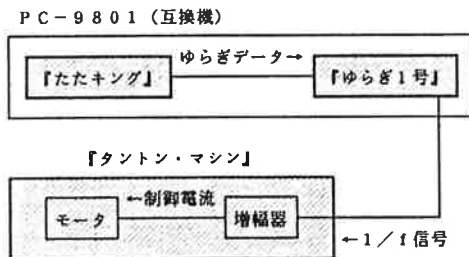 PC-9801（互換機）
ゆらぎデータ→
『たたキング』
『ゆらぎ1号』
『タントン・マシン』
←制御電流
モータ
増幅器
←1／f信号